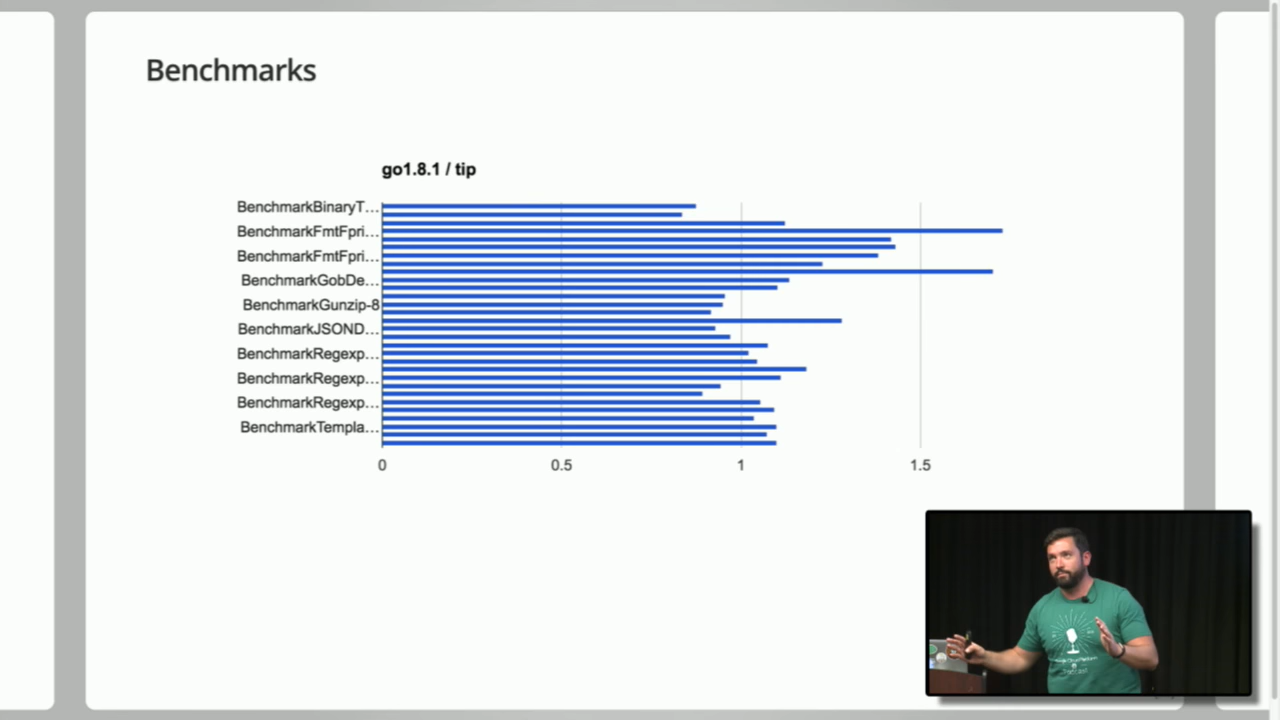 Benchmarks
go1.8.1 / tip
BenchmarkBinaryT...
BenchmarkFmtFpri...
BenchmarkFmtFpri...
BenchmarkGobDe...
BenchmarkGunzip-8
BenchmarkJSOND...
BenchmarkRegexp...
BenchmarkRegexp...
BenchmarkRegexp...
BenchmarkTempla...
0 0.5 1 1.5